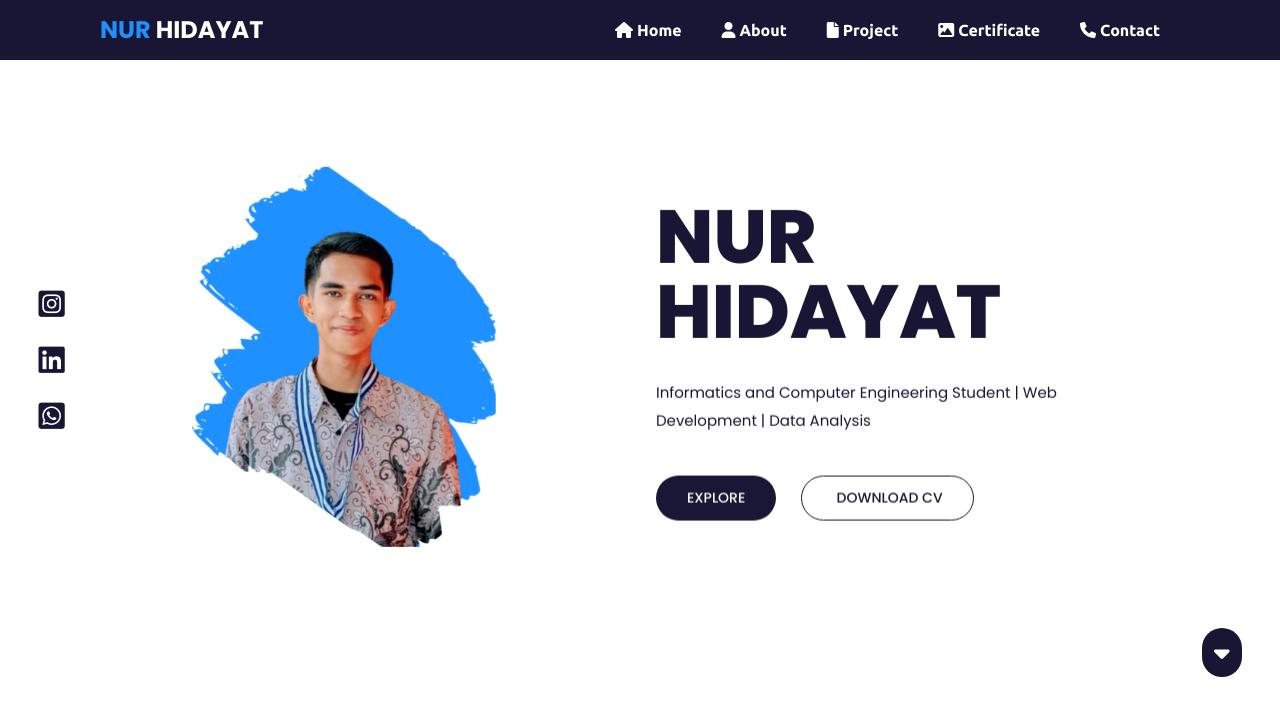 NUR HIDAYAT
Home
About
Project
Certificate
Contact
NUR
HIDAYAT
Informatics and Computer Engineering Student | Web
Development | Data Analysis
EXPLORE
DOWNLOAD CV